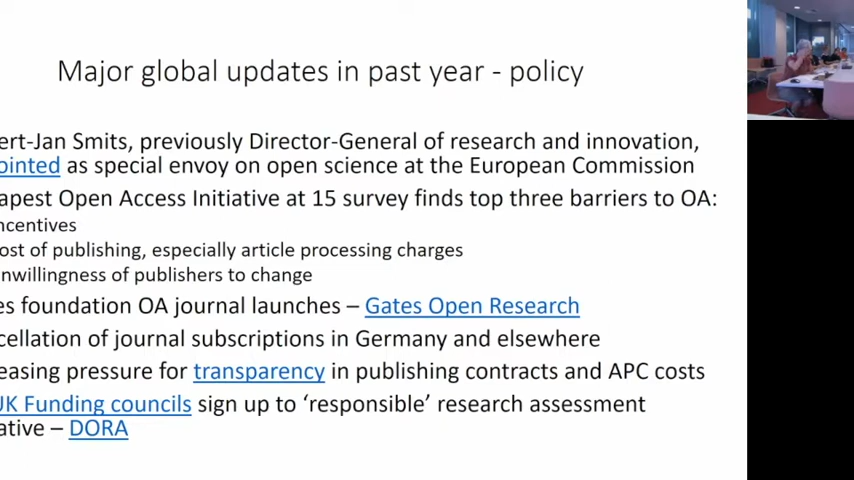 Major global updates in past year - policy
ert-Jan Smits, previously Director-General of research and innovation,
ointed as special envoy on open science at the European Commission
apest Open Access Initiative at 15 survey finds top three barriers to OA:
ncentives
ost of publishing, especially article processing charges
nwillingness of publishers to change
es foundation OA journal launches – Gates Open Research
cellation of journal subscriptions in Germany and elsewhere
easing pressure for transparency in publishing contracts and APC costs
UK Funding councils sign up to ‘responsible’ research assessment
ative – DORA